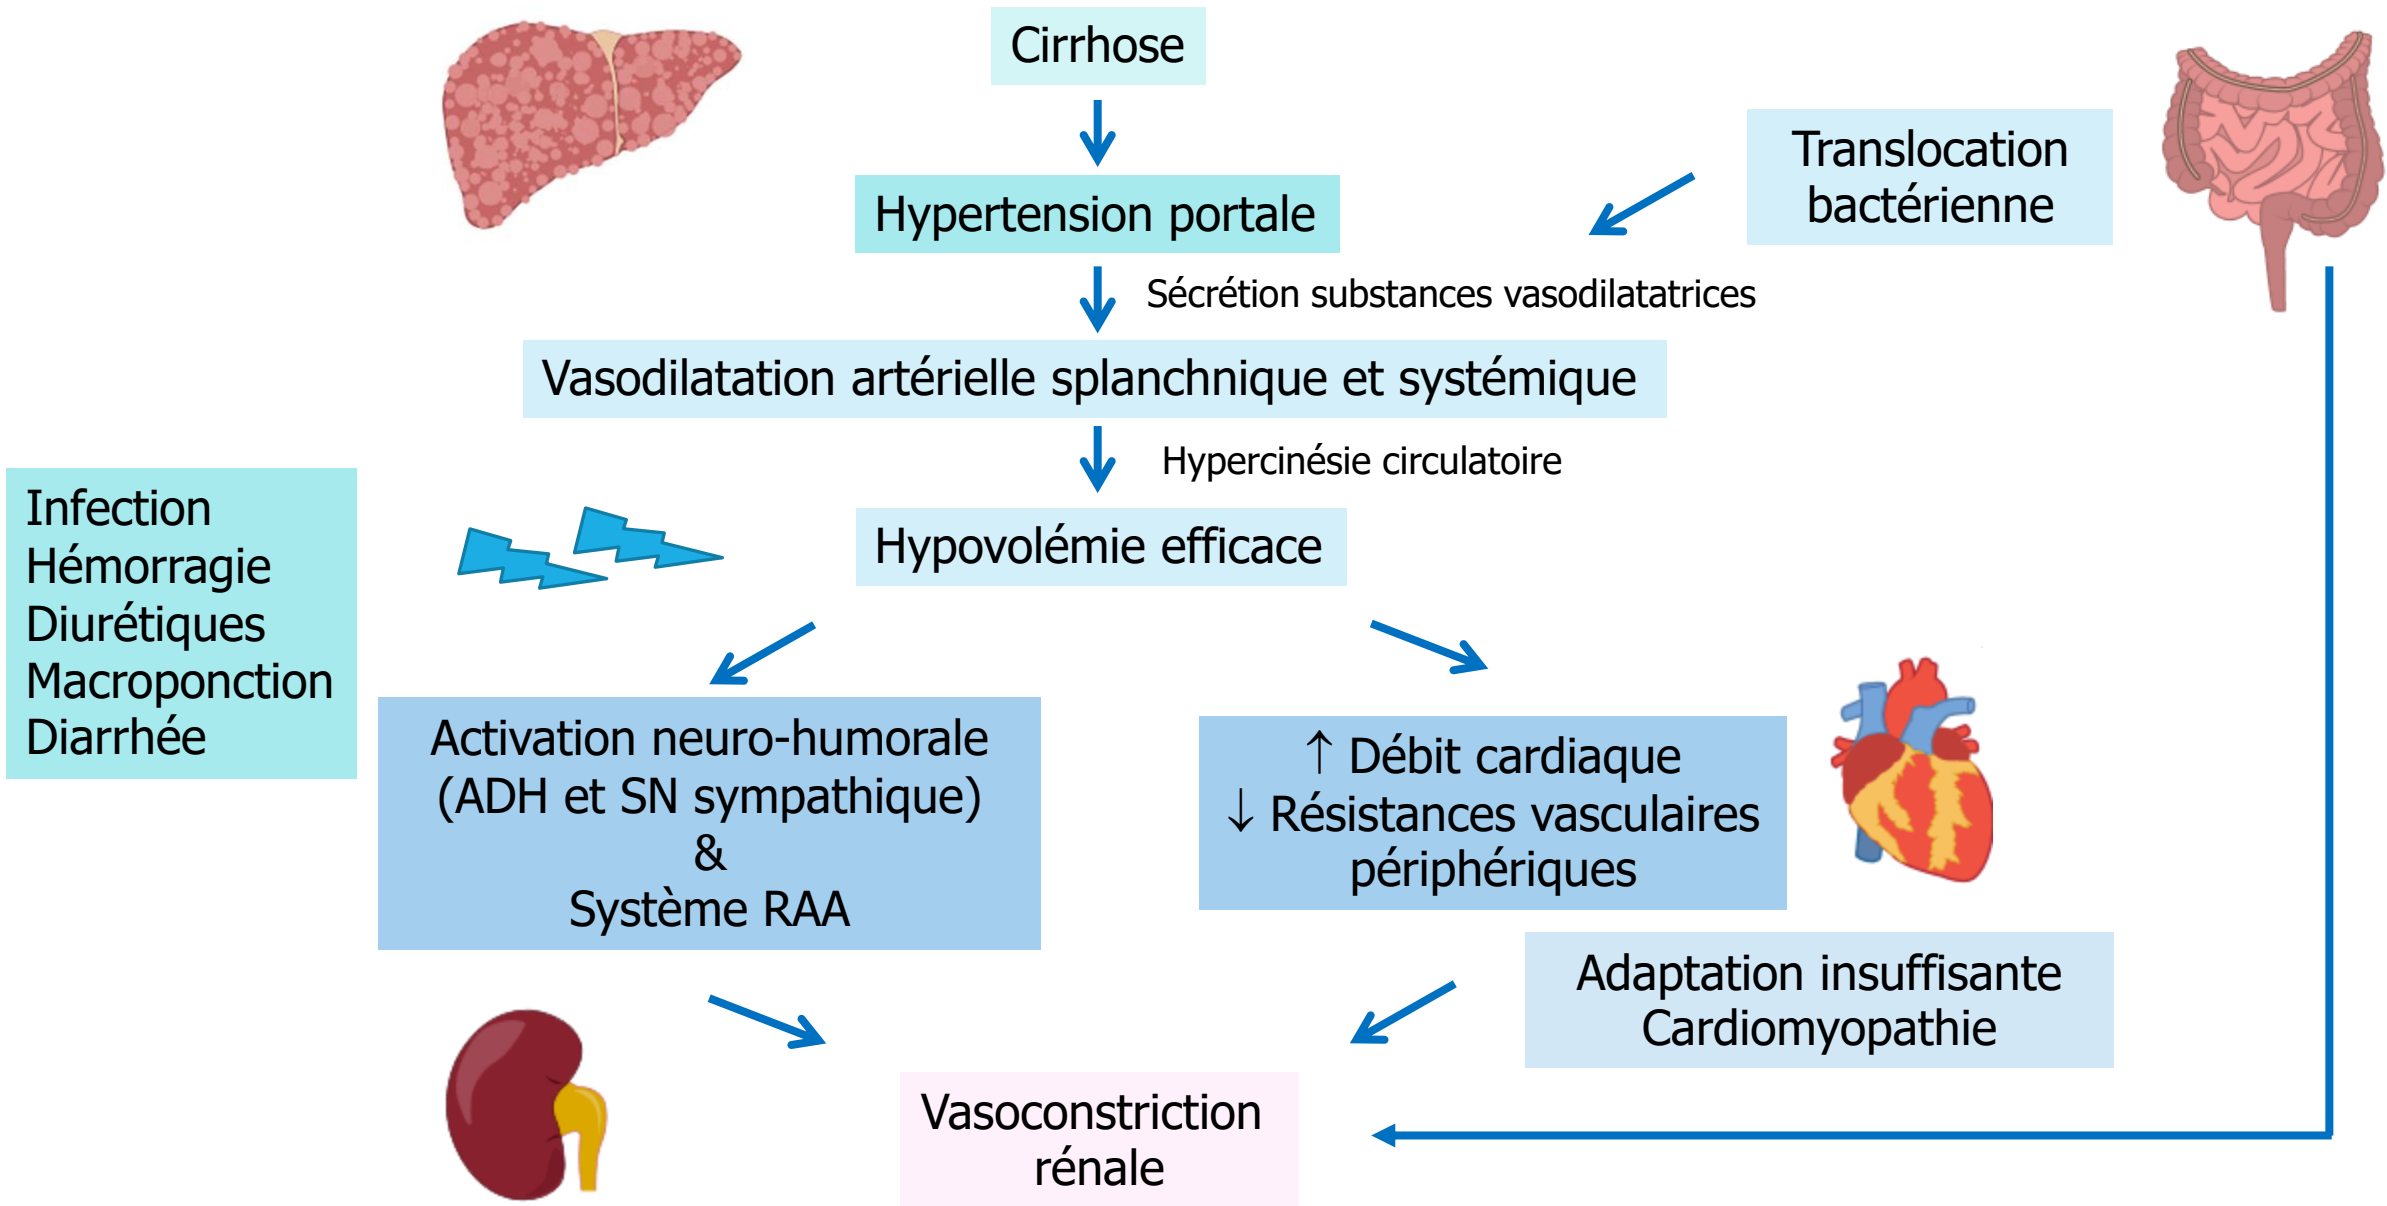 Cirrhose
Translocation
bactérienne
Hypertension portale
Sécrétion substances vasodilatatrices
Vasodilatation artérielle splanchnique et systémique
Hypercinésie circulatoire
Infection
Hémorragie
Diurétiques
Macroponction
Diarrhée
Hypovolémie efficace
Activation neuro-humorale
(ADH et SN sympathique)
&
Système RAA
↑ Débit cardiaque
↓ Résistances vasculaires
périphériques
Adaptation insuffisante
Cardiomyopathie
Vasoconstriction
rénale